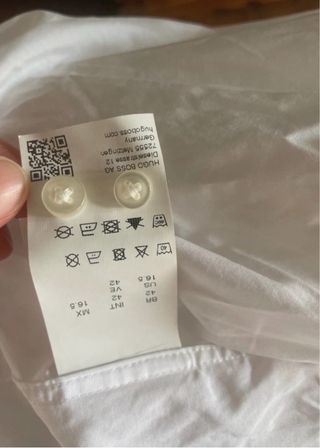 BR INT MX
42 42 16.5
US VE
16.5 42
40
HUGO BOSS AG
Dieselstrasse 12
72555 Metzingen
Germany
hugoboss.com